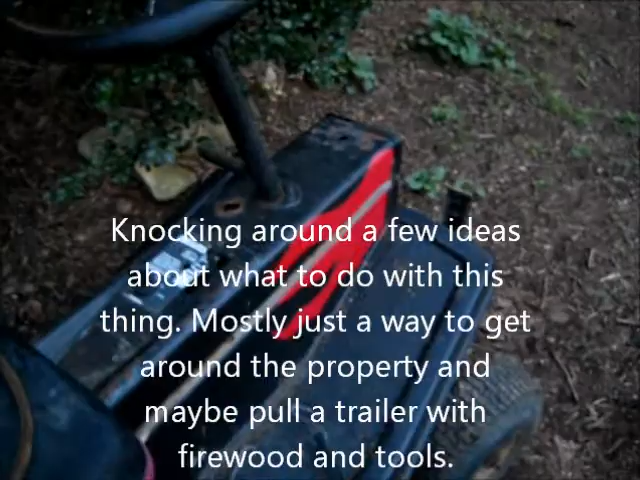 Knocking around a few ideas
about what to do with this
thing. Mostly just a way to get
around the property and
maybe pull a trailer with
firewood and tools.